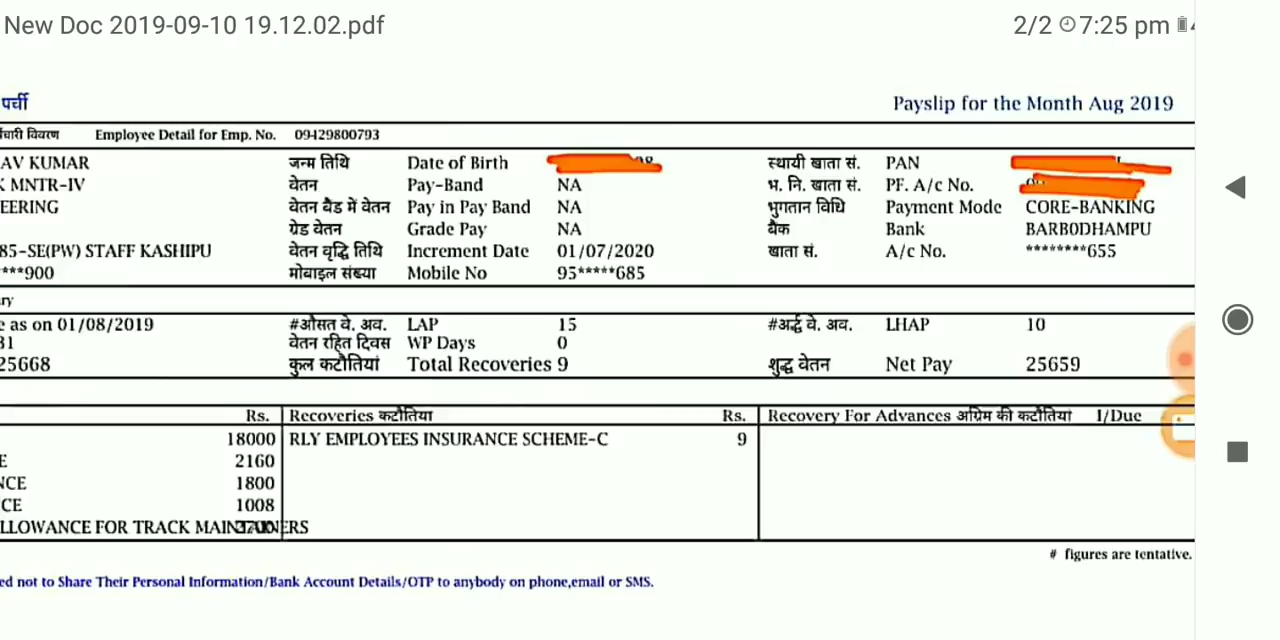 New Doc 2019-09-10 19.12.02.pdf 2/2 7:25 pm
पर्ची Payslip for the Month Aug 2019
विवरण Employee Detail for Emp. No. 09429800793
AV KUMAR जन्म तिथि Date of Birth स्थायी खाता सं. PAN
K MNTR-IV वेतन Pay-Band NA भ. नि. खाता सं. PF. A/c No.
EERING वेतन बैड में वेतन Pay in Pay Band NA भुगतान विधि Payment Mode CORE-BANKING
ग्रेड वेतन Grade Pay NA बैक Bank BARB0DHAMPU
85-SE(PW) STAFF KASHIPU वेतन वृद्धि तिथि Increment Date 01/07/2020 खाता सं. A/c No. ********655
***900 मोबाइल संख्या Mobile No 95*****685
ry
e as on 01/08/2019 #औसत वे. अव. LAP 15 #अर्द्ध वे. अव. LHAP 10
31 वेतन रहित दिवस WP Days 0
25668 कुल कटौतियां Total Recoveries 9 शुद्ध वेतन Net Pay 25659
Rs. Recoveries कटौतिया Rs. Recovery For Advances अग्रिम की कटौतियां I/Due
18000 RLY EMPLOYEES INSURANCE SCHEME-C 9
E 2160
NCE 1800
CE 1008
LLOWANCE FOR TRACK MAINTAINERS
# figures are tentative.
ed not to Share Their Personal Information/Bank Account Details/OTP to anybody on phone,email or SMS.